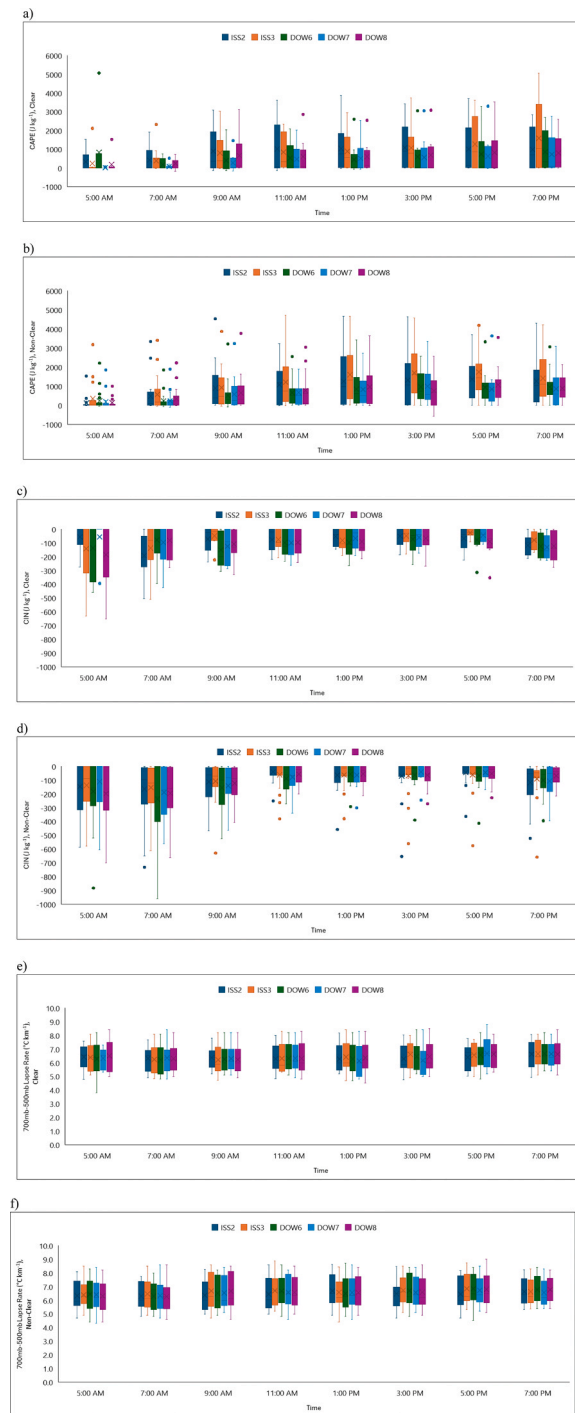 a)
ISS2 ISS3 DOW6 DOW7 DOW8
CAPE (J kg⁻¹), Clear
6000
5000
4000
3000
2000
1000
0
-1000
5:00 AM 7:00 AM 9:00 AM 11:00 AM 1:00 PM 3:00 PM 5:00 PM 7:00 PM
Time
b)
ISS2 ISS3 DOW6 DOW7 DOW8
CAPE (J kg⁻¹), Non-Clear
6000
5000
4000
3000
2000
1000
0
-1000
5:00 AM 7:00 AM 9:00 AM 11:00 AM 1:00 PM 3:00 PM 5:00 PM 7:00 PM
Time
c)
ISS2 ISS3 DOW6 DOW7 DOW8
CIN (J kg⁻¹), Clear
0
-100
-200
-300
-400
-500
-600
-700
-800
-900
-1000
5:00 AM 7:00 AM 9:00 AM 11:00 AM 1:00 PM 3:00 PM 5:00 PM 7:00 PM
Time
d)
ISS2 ISS3 DOW6 DOW7 DOW8
CIN (J kg⁻¹), Non-Clear
0
-100
-200
-300
-400
-500
-600
-700
-800
-900
-1000
5:00 AM 7:00 AM 9:00 AM 11:00 AM 1:00 PM 3:00 PM 5:00 PM 7:00 PM
Time
e)
ISS2 ISS3 DOW6 DOW7 DOW8
700mb-500mb Lapse Rate (°C km⁻¹),
Clear
10.0
9.0
8.0
7.0
6.0
5.0
4.0
3.0
2.0
1.0
0.0
5:00 AM 7:00 AM 9:00 AM 11:00 AM 1:00 PM 3:00 PM 5:00 PM 7:00 PM
Time
f)
ISS2 ISS3 DOW6 DOW7 DOW8
700mb-500mb Lapse Rate (°C km⁻¹),
Non-Clear
10.0
9.0
8.0
7.0
6.0
5.0
4.0
3.0
2.0
1.0
0.0
5:00 AM 7:00 AM 9:00 AM 11:00 AM 1:00 PM 3:00 PM 5:00 PM 7:00 PM
Time